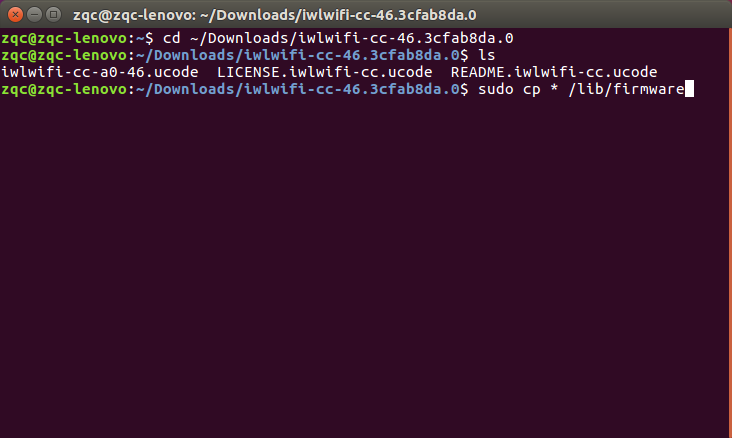 zqc@zqc-lenovo: ~/Downloads/iwlwifi-cc-46.3cfab8da.0
zqc@zqc-lenovo:~$ cd ~/Downloads/iwlwifi-cc-46.3cfab8da.0
zqc@zqc-lenovo:~/Downloads/iwlwifi-cc-46.3cfab8da.0$ ls
iwlwifi-cc-a0-46.ucode  LICENSE.iwlwifi-cc.ucode  README.iwlwifi-cc.ucode
zqc@zqc-lenovo:~/Downloads/iwlwifi-cc-46.3cfab8da.0$ sudo cp * /lib/firmware